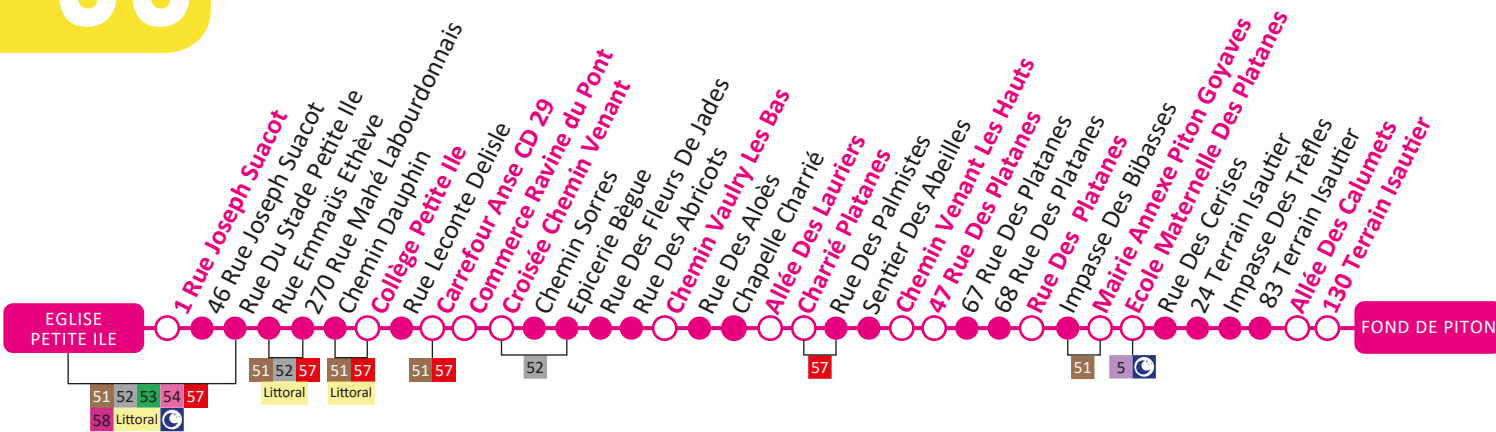 EGLISE
PETITE ILE
1 Rue Joseph Suacot
46 Rue Joseph Suacot
Rue Du Stade Petite Ile
Rue Emmaüs Ethève
270 Rue Mahé Labourdonnais
Chemin Dauphin
Collège Petite Ile
Rue Leconte Delisle
Carrefour Anse CD 29
Commerce Ravine du Pont
Croisée Chemin Venant
Chemin Sorres
Epicerie Bègue
Rue Des Fleurs De Jades
Rue Des Abricots
Chemin Vaulry Les Bas
Rue Des Aloès
Chapelle Charrié
Allée Des Lauriers
Charrié Platanes
Rue Des Palmistes
Sentier Des Abeilles
Chemin Venant Les Hauts
47 Rue Des Platanes
67 Rue Des Platanes
68 Rue Des Platanes
Rue Des Platanes
Impasse Des Bibasses
Mairie Annexe Piton Goyaves
Ecole Maternelle Des Platanes
Rue Des Cerises
24 Terrain Isautier
Impasse Des Trèfles
83 Terrain Isautier
Allée Des Calumets
130 Terrain Isautier
FOND DE PITON
51 52 53 54 57
58 Littoral
51 52 57
Littoral
51 57
Littoral
51 57
52
57
51
5